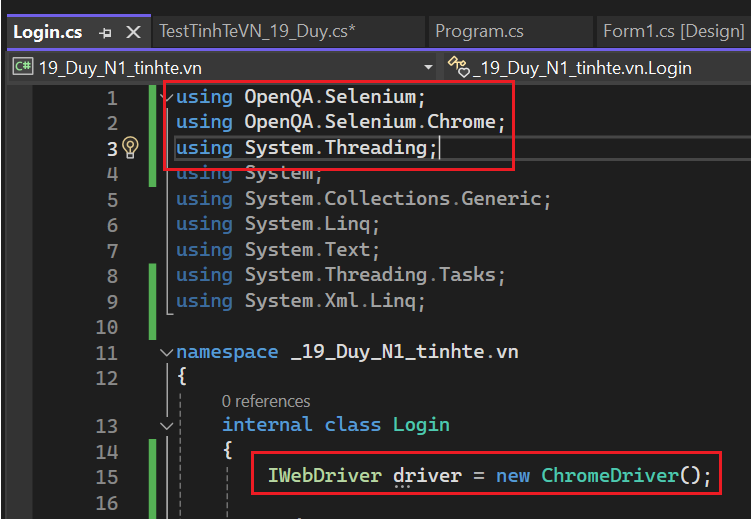 Login.cs
TestTinhTeVN_19_Duy.cs*
Program.cs
Form1.cs [Design]
C# 19_Duy_N1_tinhte.vn
_19_Duy_N1_tinhte.vn.Login
1 using OpenQA.Selenium;
2 using OpenQA.Selenium.Chrome;
3 using System.Threading;
4 using System;
5 using System.Collections.Generic;
6 using System.Linq;
7 using System.Text;
8 using System.Threading.Tasks;
9 using System.Xml.Linq;
10
11 namespace _19_Duy_N1_tinhte.vn
12 {
0 references
13 internal class Login
14 {
15 IWebDriver driver = new ChromeDriver();
16